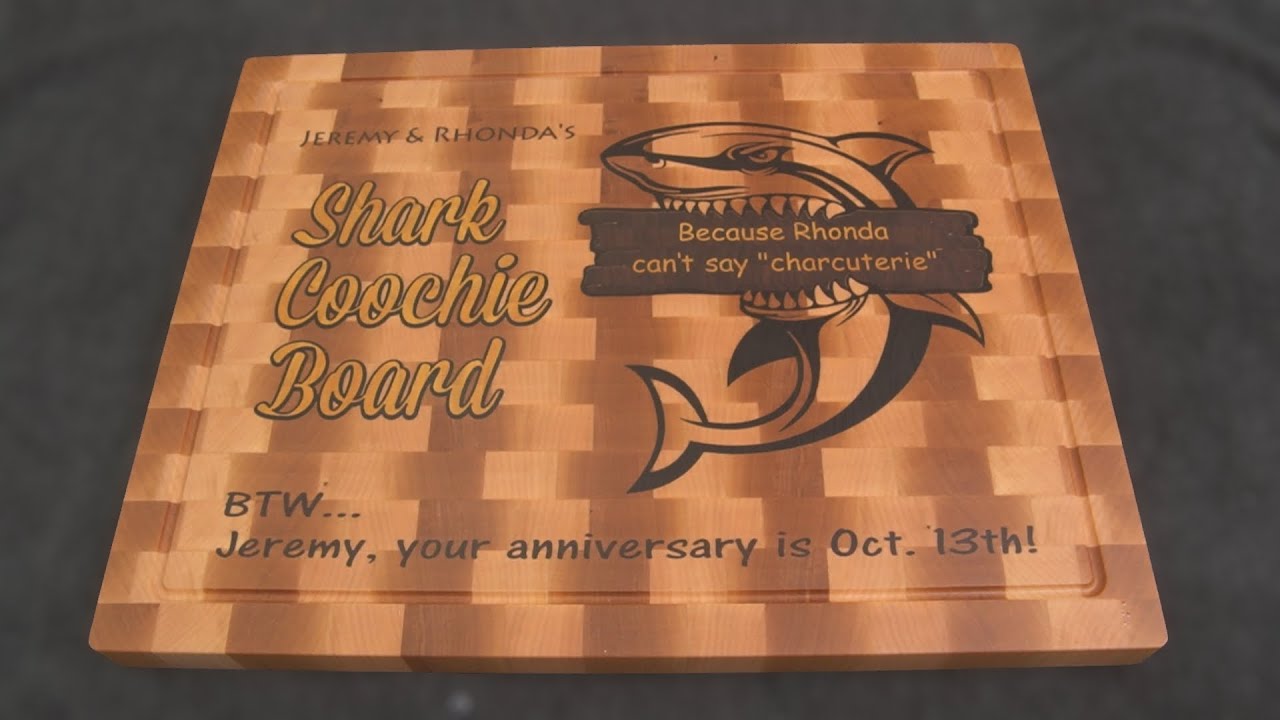 JEREMY & RHONDA'S
Shark
Coochie
Board
Because Rhonda
can't say "charcuterie"
BTW...
Jeremy, your anniversary is Oct. 13th!